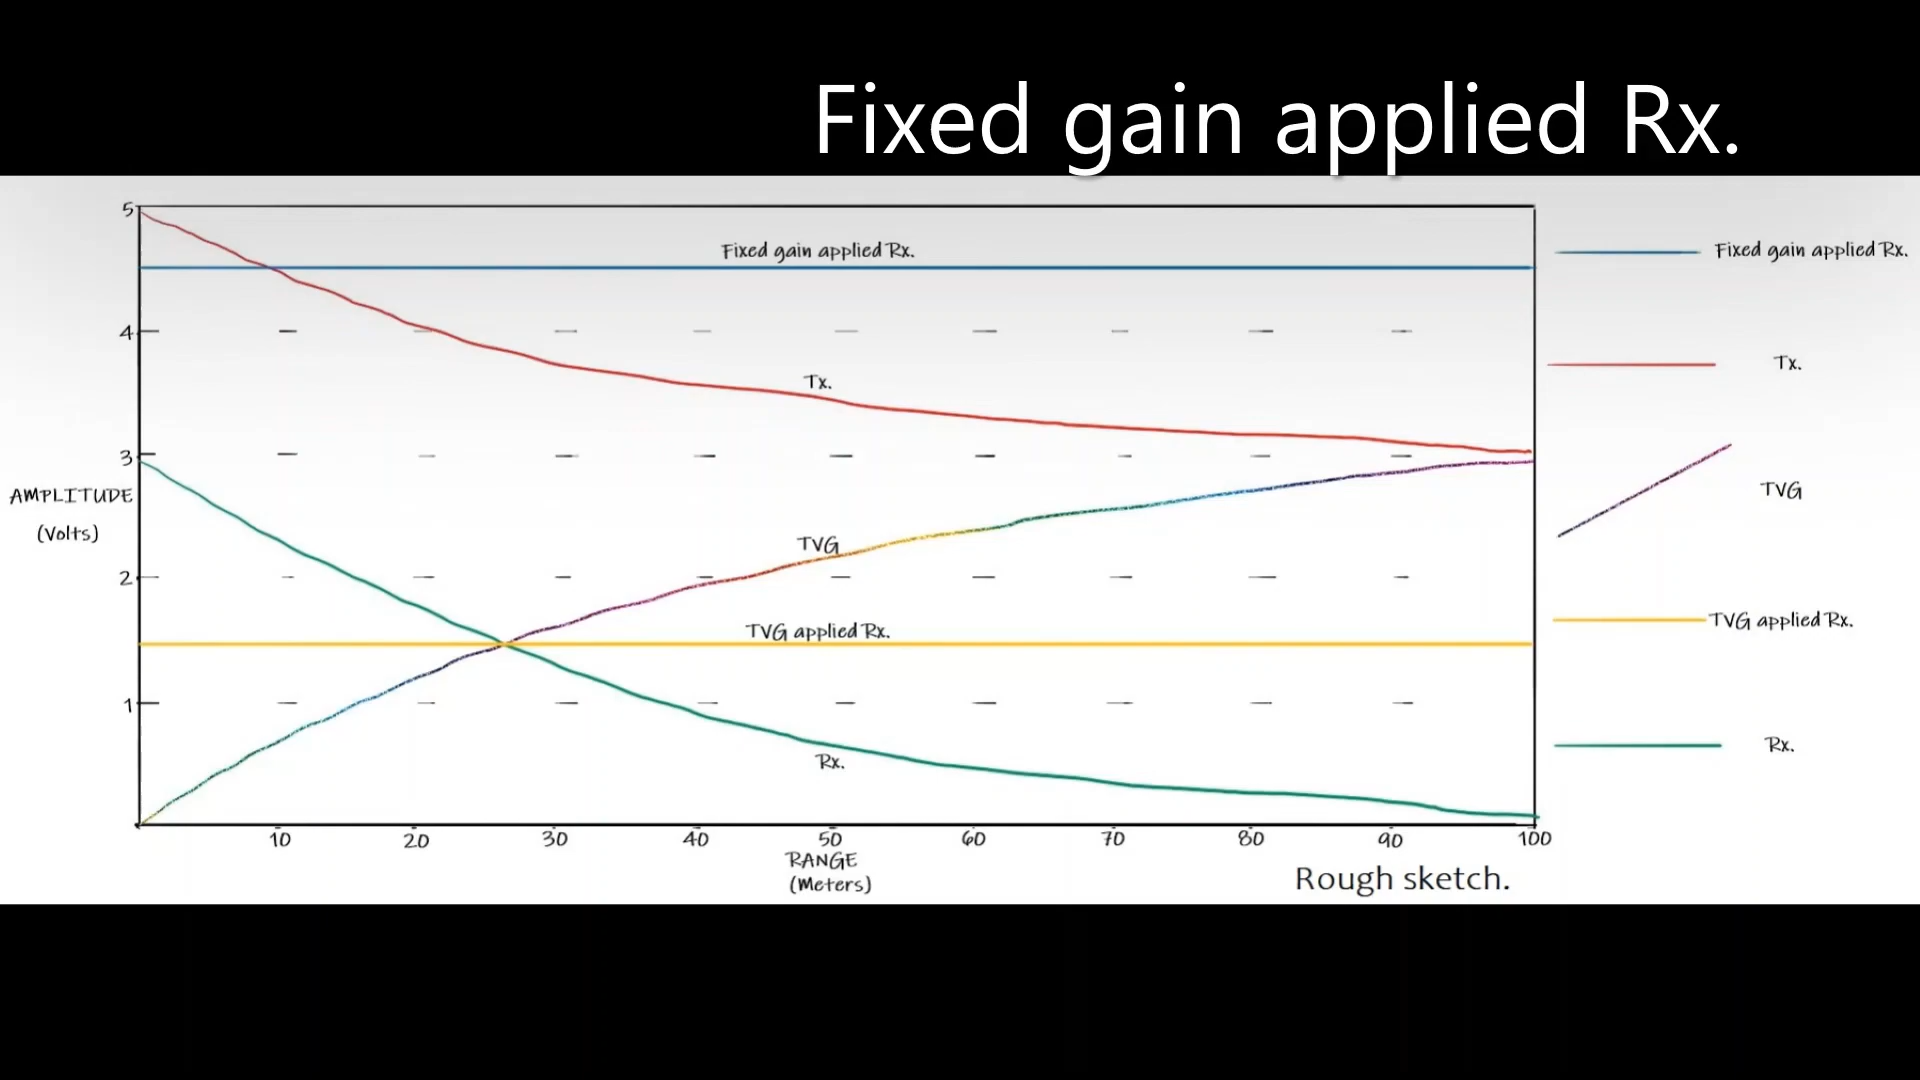 Fixed gain applied Rx.
5
Fixed gain applied Rx.
Fixed gain applied Rx.
4
Tx.
Tx.
3
AMPLITUDE
(Volts)
TVG
TVG
2
TVG applied Rx.
TVG applied Rx.
1
Rx.
Rx.
10 20 30 40 50 60 70 80 90 100
RANGE
(Meters)
Rough sketch.